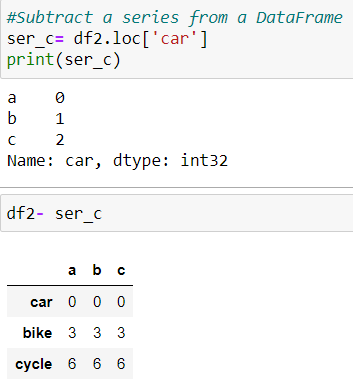 #Subtract a series from a DataFrame
ser_c= df2.loc['car']
print(ser_c)
a    0
b    1
c    2
Name: car, dtype: int32
df2- ser_c
a b c
car 0 0 0
bike 3 3 3
cycle 6 6 6